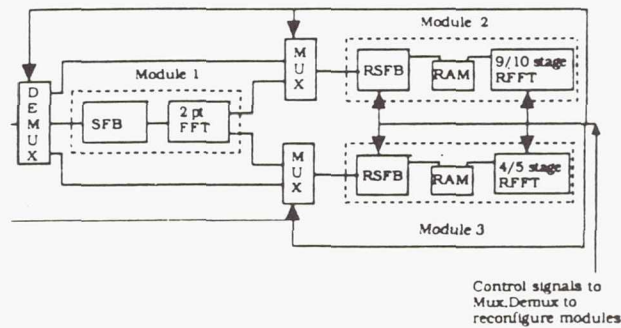 Module 2
M
U
X
RSFB
RAM
9/10 stage
RFFT
Module 1
D
E
M
U
X
SFB
2 pt
FFT
M
U
X
RSFB
RAM
4/5 stage
RFFT
Module 3
Control signals to
Mux.Demux to
reconfigure modules